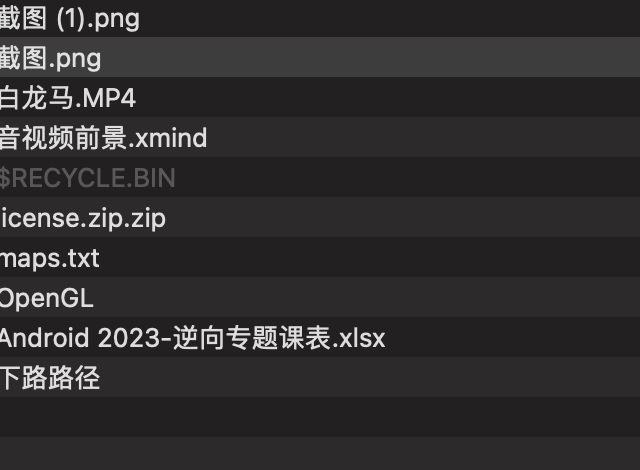 截图 (1).png
截图.png
白龙马.MP4
音视频前景.xmind
$RECYCLE.BIN
license.zip.zip
maps.txt
OpenGL
Android 2023-逆向专题课表.xlsx
下路路径